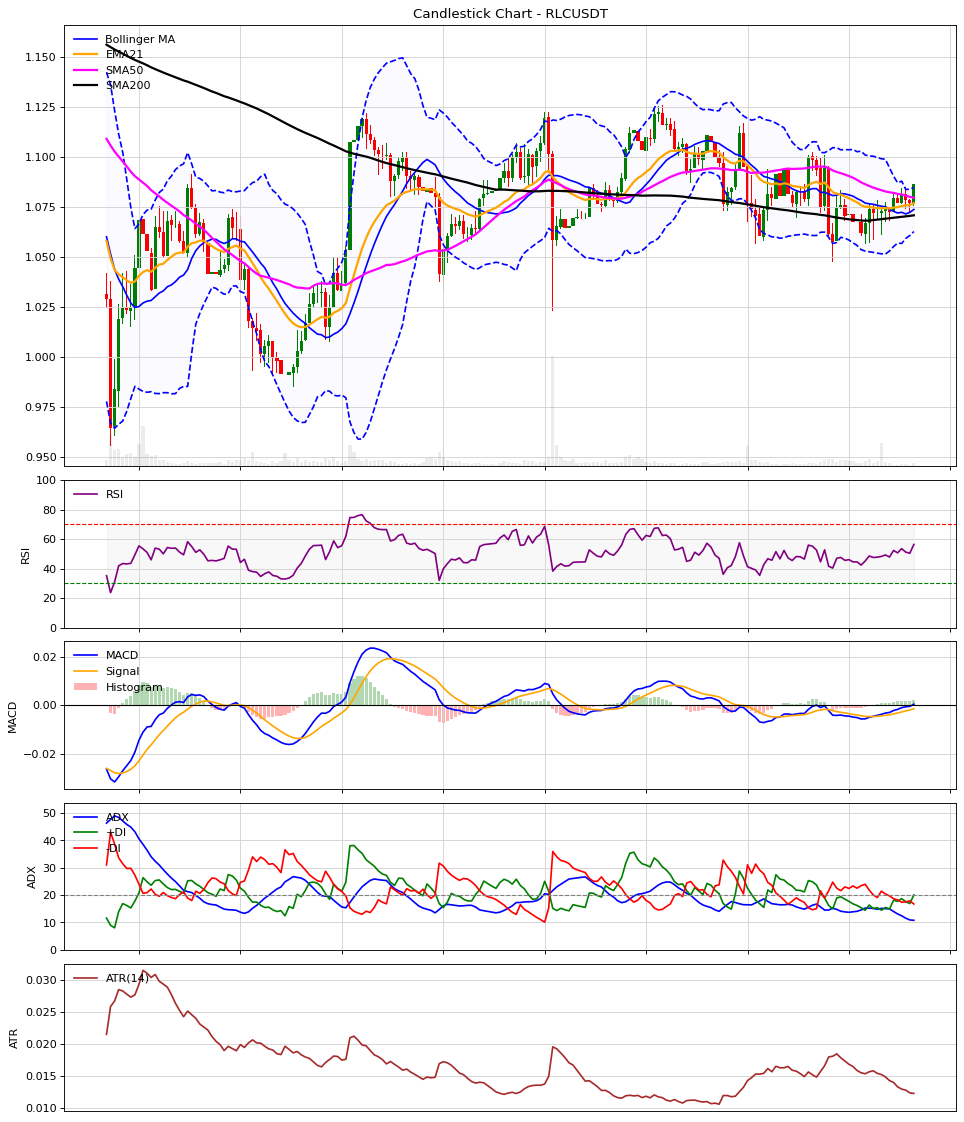 Candlestick Chart - RLCUSDT
Bollinger MA
EMA21
SMA50
SMA200
1.150
1.125
1.100
1.075
1.050
1.025
1.000
0.975
0.950
RSI
RSI
100
80
60
40
20
0
MACD
Signal
Histogram
MACD
0.02
0.00
−0.02
ADX
+DI
-DI
ADX
50
40
30
20
10
0
ATR(14)
ATR
0.030
0.025
0.020
0.015
0.010